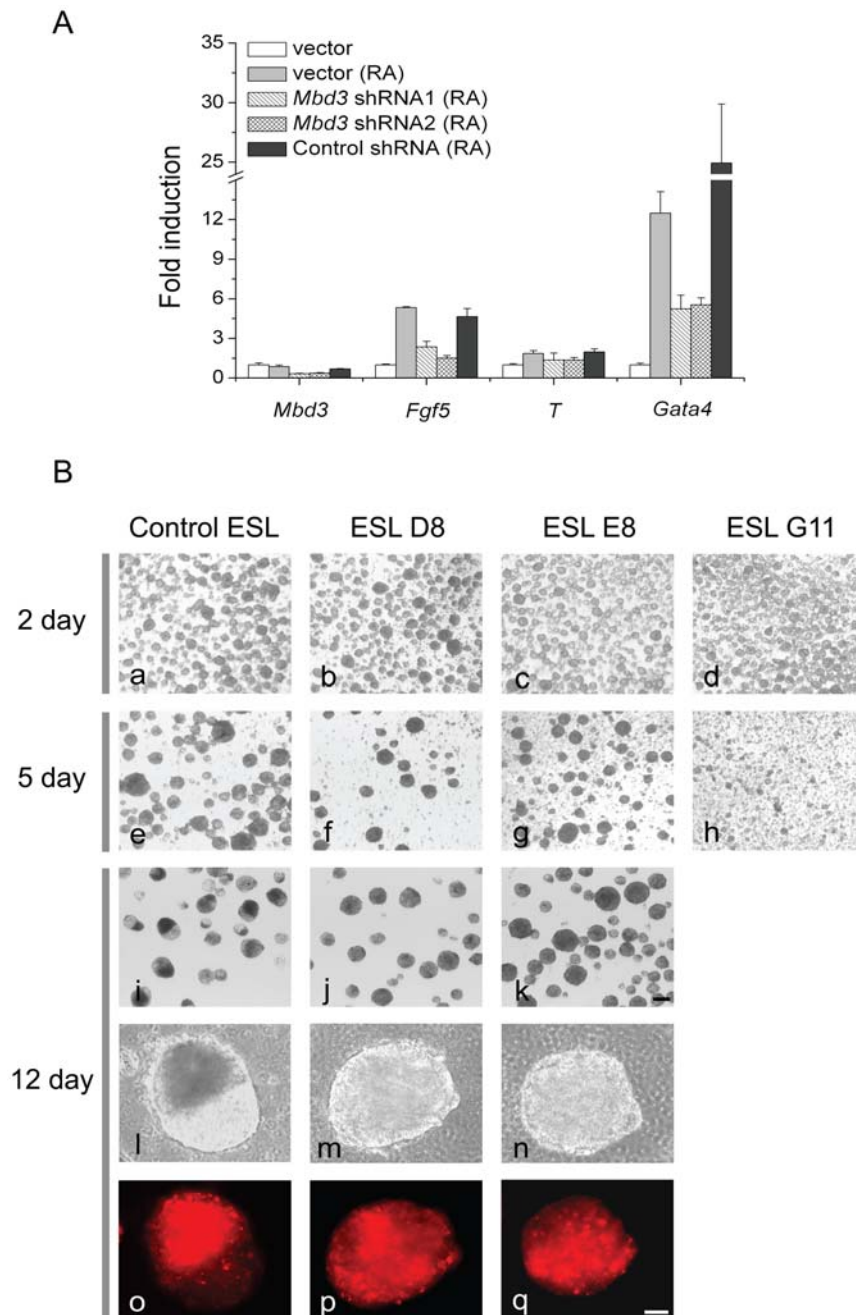 A
35
30
25
12
9
6
3
0
Fold induction
vector
vector (RA)
Mbd3 shRNA1 (RA)
Mbd3 shRNA2 (RA)
Control shRNA (RA)
Mbd3 Fgf5 T Gata4
B
Control ESL ESL D8 ESL E8 ESL G11
2 day
a b c d
5 day
e f g h
12 day
i j k
l m n
o p q